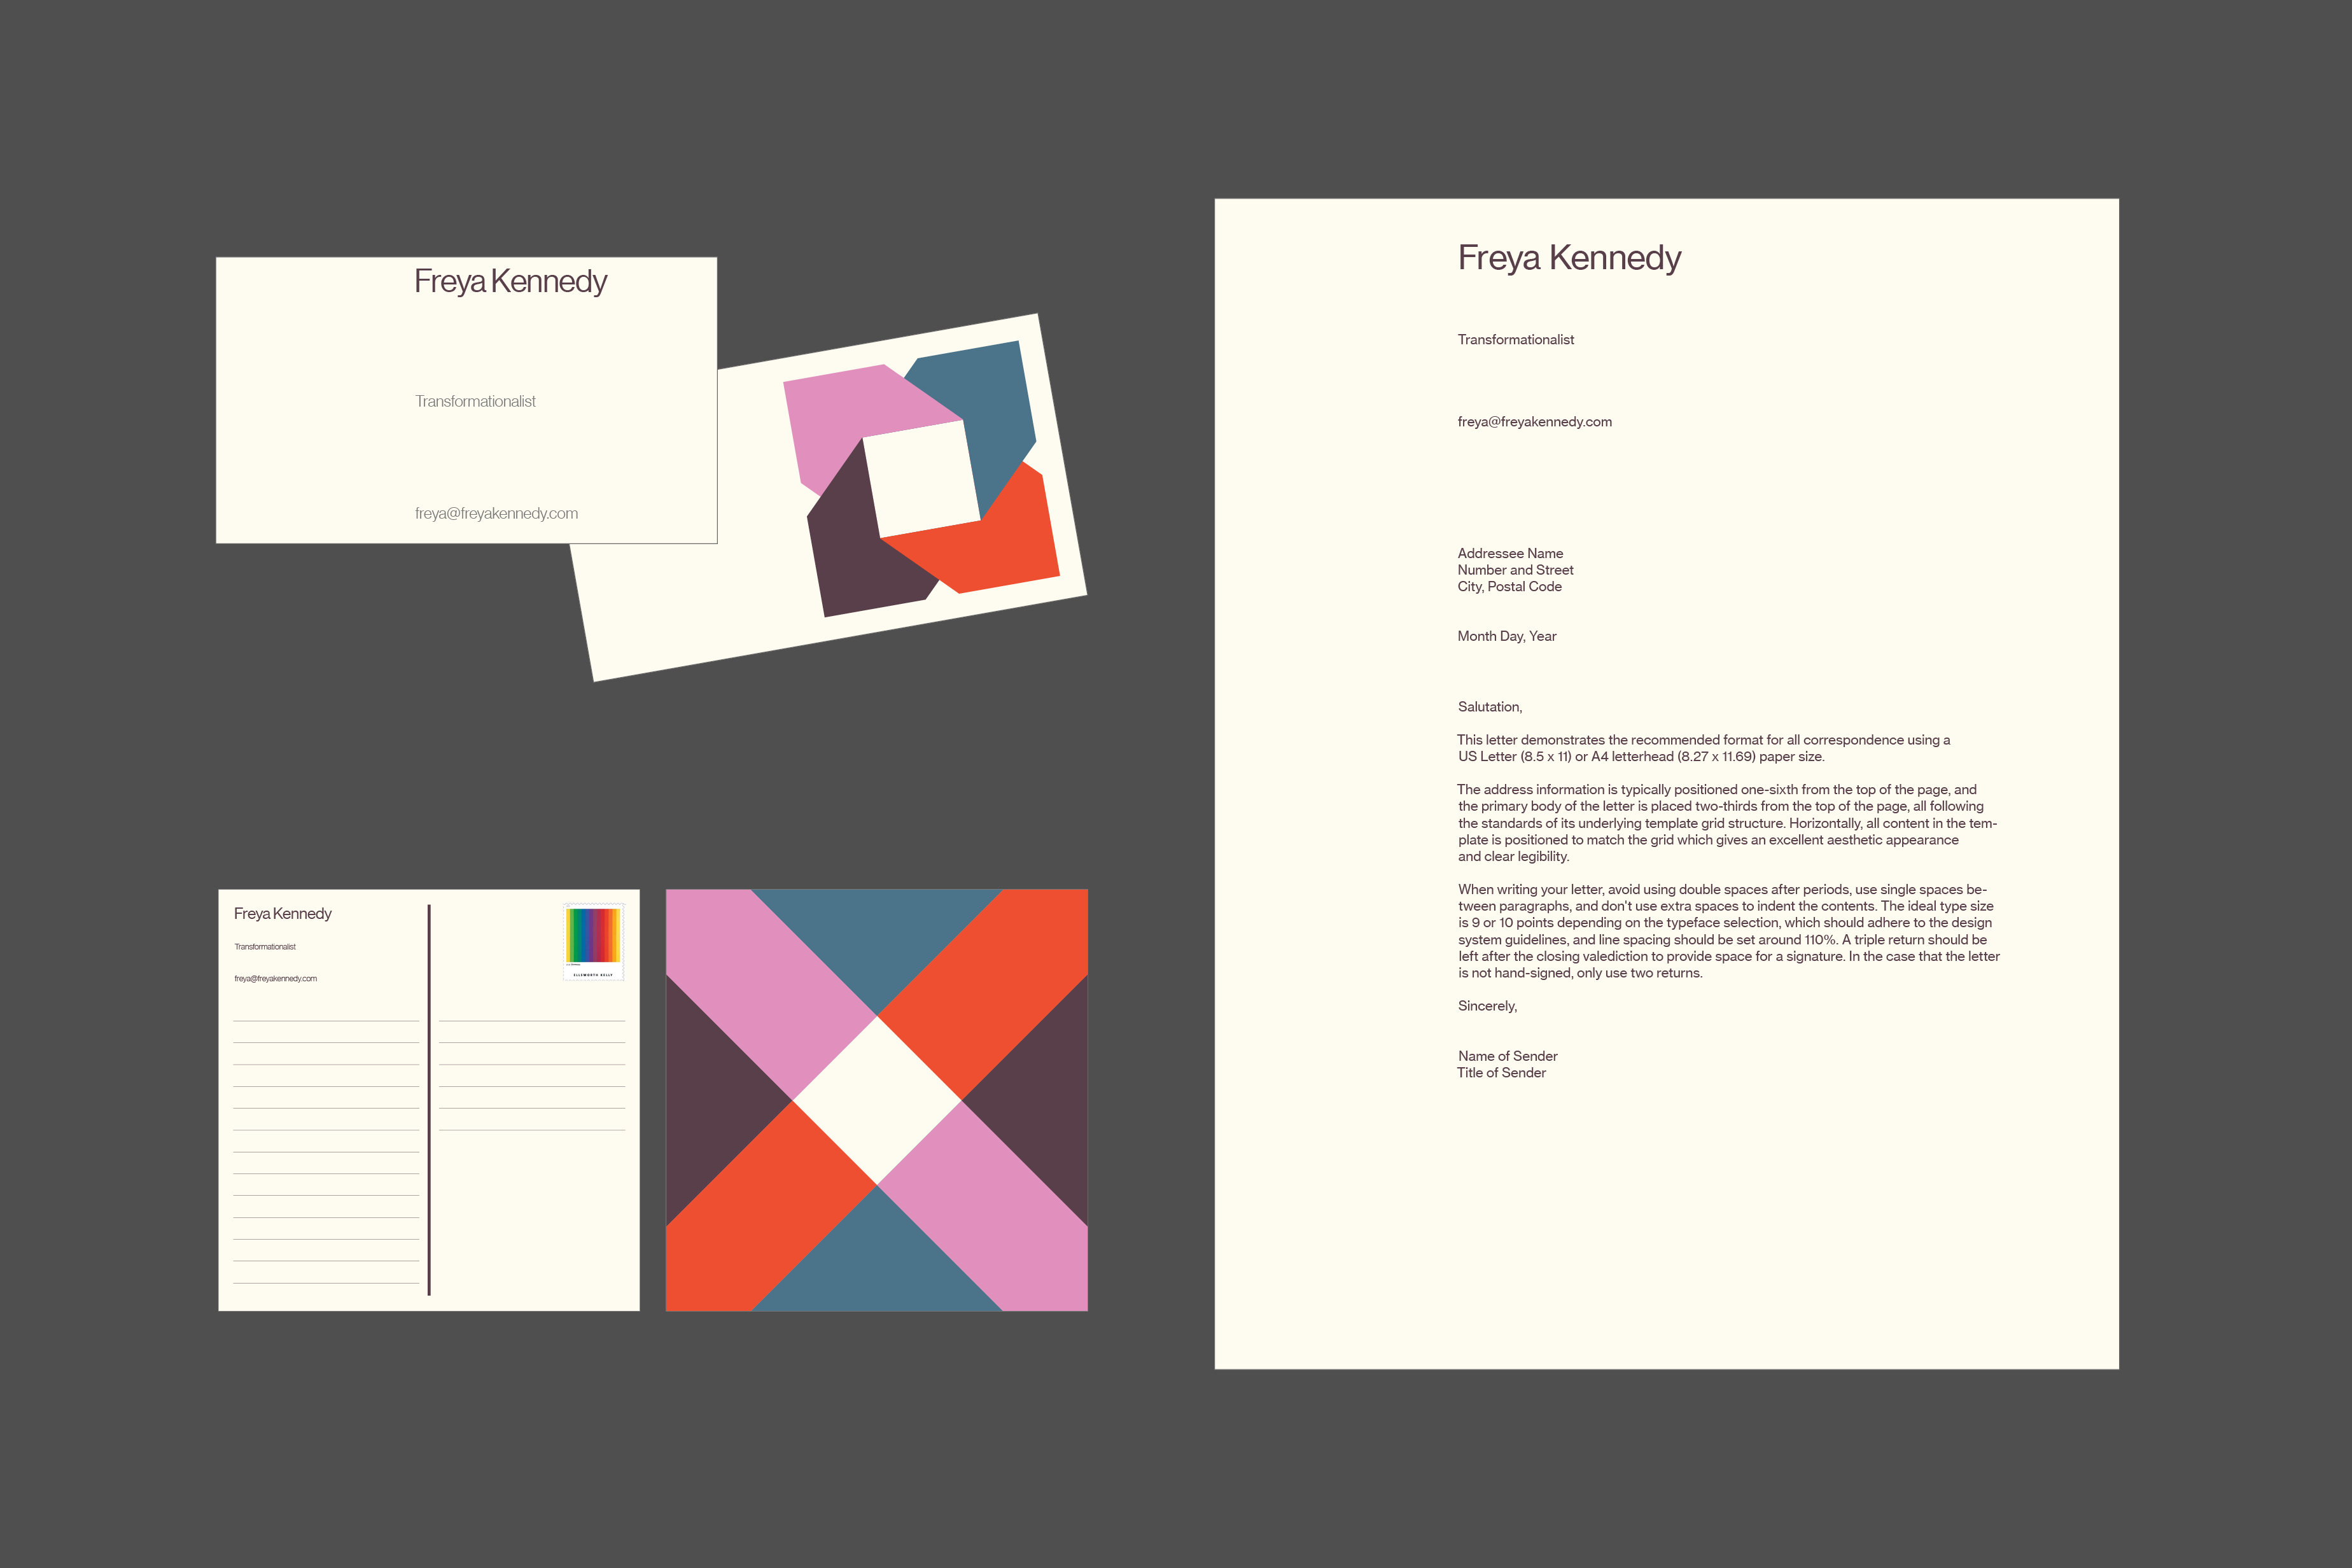 Freya Kennedy
Transformationalist
freya@freyakennedy.com
Freya Kennedy
Transformationalist
freya@freyakennedy.com
ELLSWORTH KELLY
Freya Kennedy
Transformationalist
freya@freyakennedy.com
Addressee Name
Number and Street
City, Postal Code
Month Day, Year
Salutation,
This letter demonstrates the recommended format for all correspondence using a
US Letter (8.5 x 11) or A4 letterhead (8.27 x 11.69) paper size.
The address information is typically positioned one-sixth from the top of the page, and
the primary body of the letter is placed two-thirds from the top of the page, all following
the standards of its underlying template grid structure. Horizontally, all content in the tem-
plate is positioned to match the grid which gives an excellent aesthetic appearance
and clear legibility.
When writing your letter, avoid using double spaces after periods, use single spaces be-
tween paragraphs, and don't use extra spaces to indent the contents. The ideal type size
is 9 or 10 points depending on the typeface selection, which should adhere to the design
system guidelines, and line spacing should be set around 110%. A triple return should be
left after the closing valediction to provide space for a signature. In the case that the letter
is not hand-signed, only use two returns.
Sincerely,
Name of Sender
Title of Sender